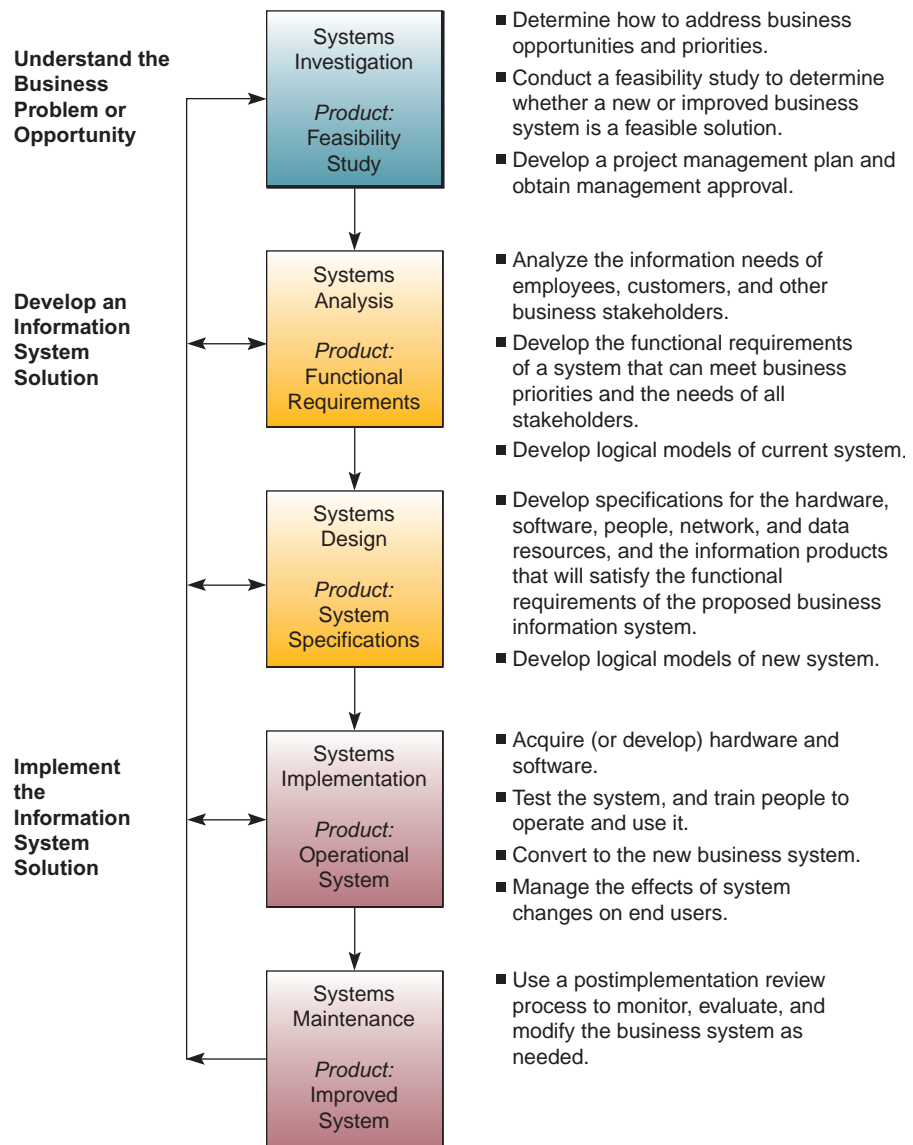 Understand the
Business
Problem or
Opportunity
Systems
Investigation
Product:
Feasibility
Study
■ Determine how to address business
opportunities and priorities.
■ Conduct a feasibility study to determine
whether a new or improved business
system is a feasible solution.
■ Develop a project management plan and
obtain management approval.
Develop an
Information
System
Solution
Systems
Analysis
Product:
Functional
Requirements
■ Analyze the information needs of
employees, customers, and other
business stakeholders.
■ Develop the functional requirements
of a system that can meet business
priorities and the needs of all
stakeholders.
■ Develop logical models of current system.
Systems
Design
Product:
System
Specifications
■ Develop specifications for the hardware,
software, people, network, and data
resources, and the information products
that will satisfy the functional
requirements of the proposed business
information system.
■ Develop logical models of new system.
Implement
the
Information
System
Solution
Systems
Implementation
Product:
Operational
System
■ Acquire (or develop) hardware and
software.
■ Test the system, and train people to
operate and use it.
■ Convert to the new business system.
■ Manage the effects of system
changes on end users.
Systems
Maintenance
Product:
Improved
System
■ Use a postimplementation review
process to monitor, evaluate, and
modify the business system as
needed.